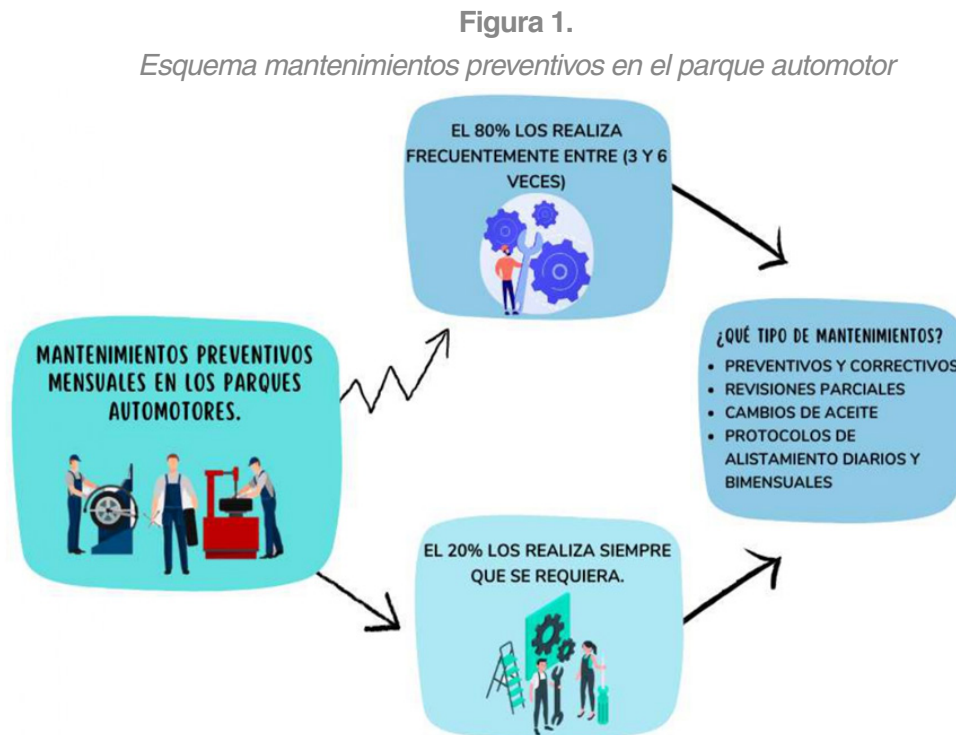 Figura 1.
Esquema mantenimientos preventivos en el parque automotor
EL 80% LOS REALIZA
FRECUENTEMENTE ENTRE (3 Y 6
VECES)
MANTENIMIENTOS PREVENTIVOS
MENSUALES EN LOS PARQUES
AUTOMOTORES.
¿QUÉ TIPO DE MANTENIMIENTOS?
• PREVENTIVOS Y CORRECTIVOS
• REVISIONES PARCIALES
• CAMBIOS DE ACEITE
• PROTOCOLOS DE
ALISTAMIENTO DIARIOS Y
BIMENSUALES
EL 20% LOS REALIZA SIEMPRE
QUE SE REQUIERA.